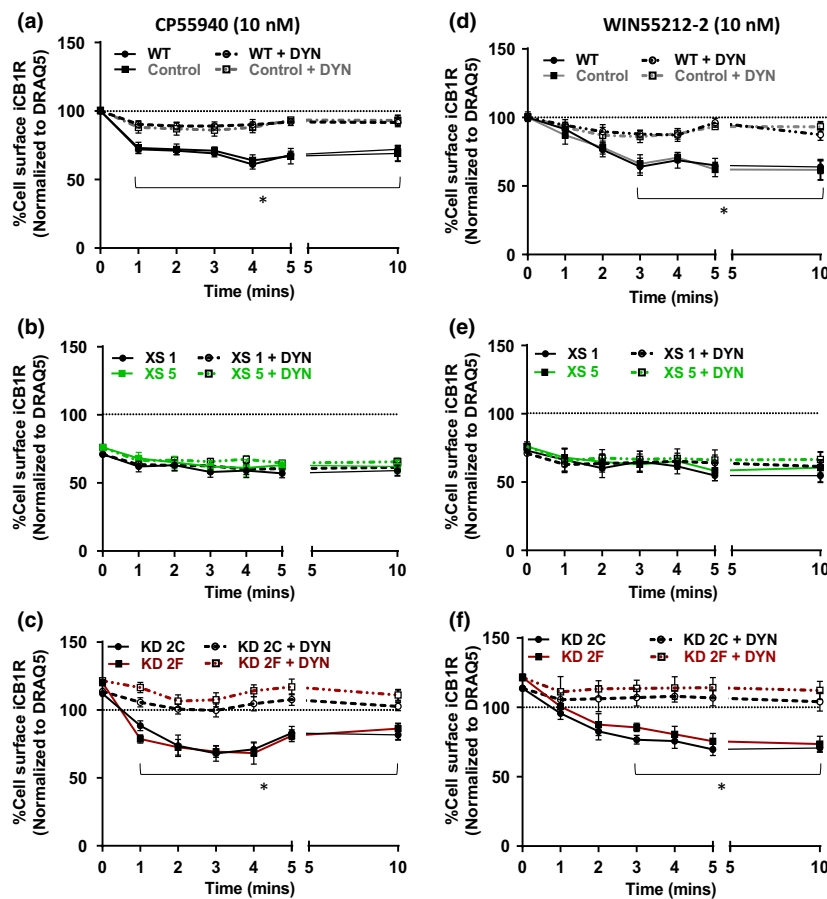 (a) CP55940 (10 nM)
WT WT + DYN
Control Control + DYN
%Cell surface iCB1R
(Normalized to DRAQ5)
150
100
50
0
*
0 1 2 3 4 5 5 10
Time (mins)
(d) WIN55212-2 (10 nM)
WT WT + DYN
Control Control + DYN
%Cell surface iCB1R
(Normalized to DRAQ5)
150
100
50
0
*
0 1 2 3 4 5 5 10
Time (mins)
(b)
XS 1 XS 1 + DYN
XS 5 XS 5 + DYN
%Cell surface iCB1R
(Normalized to DRAQ5)
150
100
50
0
0 1 2 3 4 5 5 10
Time (mins)
(e)
XS 1 XS 1 + DYN
XS 5 XS 5 + DYN
%Cell surface iCB1R
(Normalized to DRAQ5)
150
100
50
0
0 1 2 3 4 5 5 10
Time (mins)
(c)
KD 2C KD 2C + DYN
KD 2F KD 2F + DYN
%Cell surface iCB1R
(Normalized to DRAQ5)
150
100
50
0
*
0 1 2 3 4 5 5 10
Time (mins)
(f)
KD 2C KD 2C + DYN
KD 2F KD 2F + DYN
%Cell surface iCB1R
(Normalized to DRAQ5)
150
100
50
0
*
0 1 2 3 4 5 5 10
Time (mins)